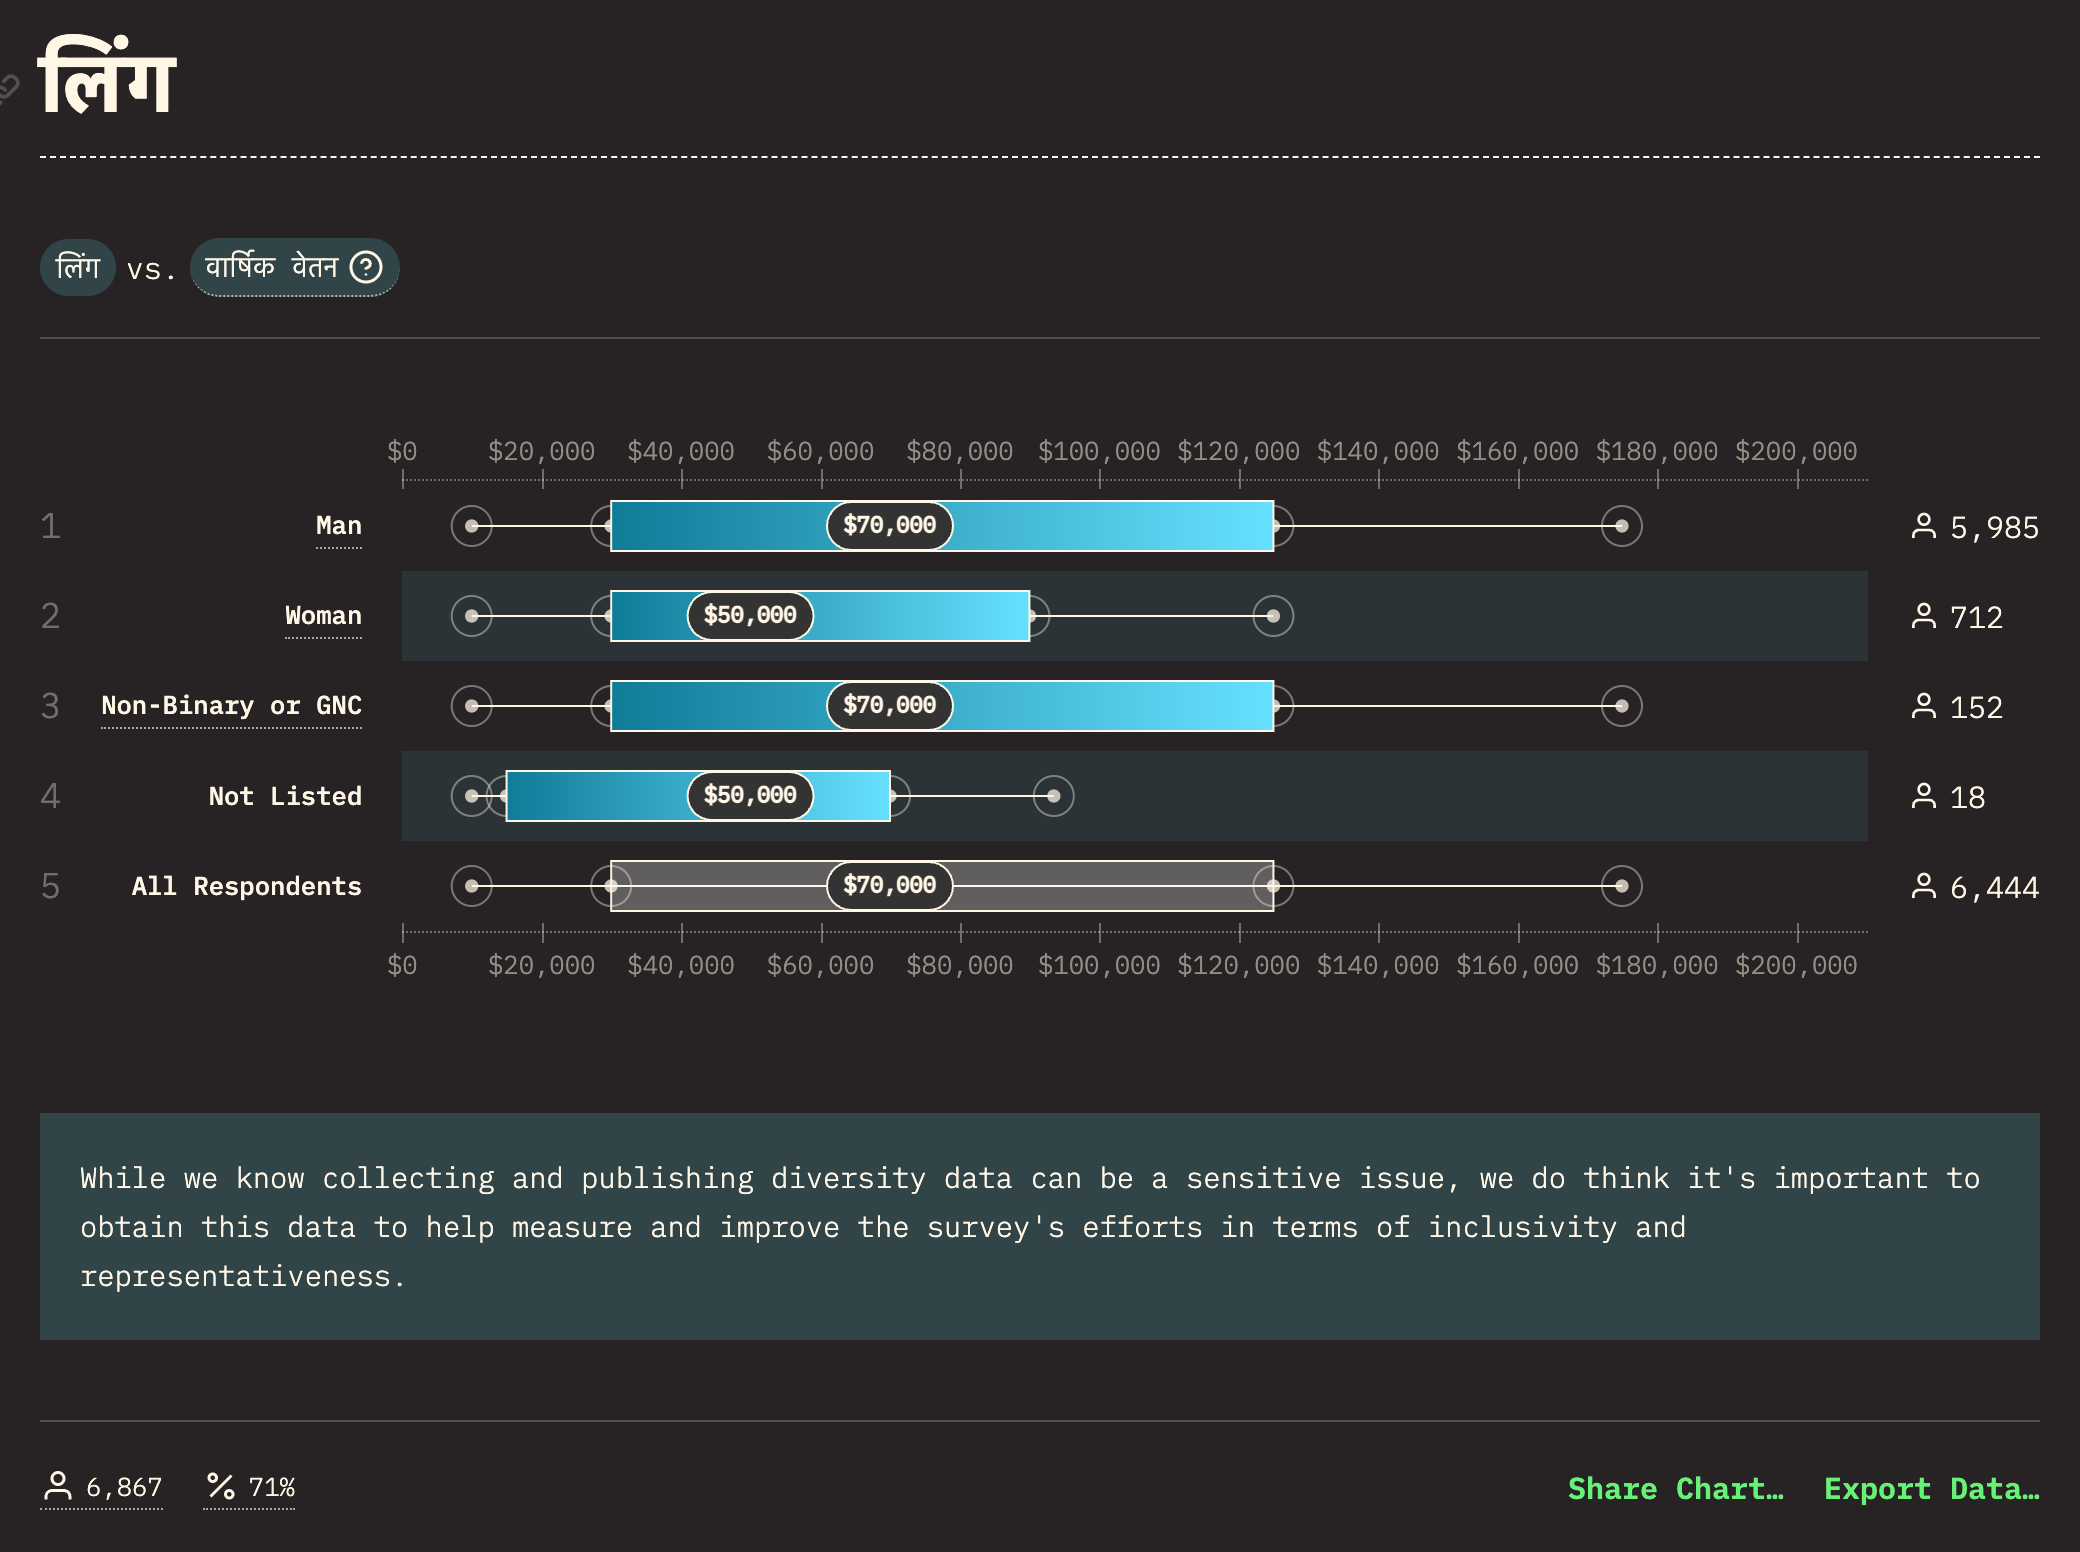 लिंग
लिंग vs. वार्षिक वेतन
$0 $20,000 $40,000 $60,000 $80,000 $100,000 $120,000 $140,000 $160,000 $180,000 $200,000
1 Man $70,000 5,985
2 Woman $50,000 712
3 Non-Binary or GNC $70,000 152
4 Not Listed $50,000 18
5 All Respondents $70,000 6,444
$0 $20,000 $40,000 $60,000 $80,000 $100,000 $120,000 $140,000 $160,000 $180,000 $200,000
While we know collecting and publishing diversity data can be a sensitive issue, we do think it's important to
obtain this data to help measure and improve the survey's efforts in terms of inclusivity and
representativeness.
6,867 71% Share Chart… Export Data…